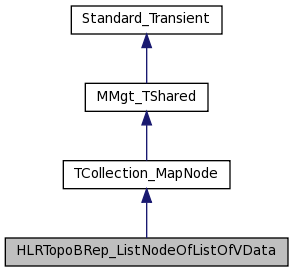 Standard_Transient
MMgt_TShared
TCollection_MapNode
HLRTopoBRep_ListNodeOfListOfVData